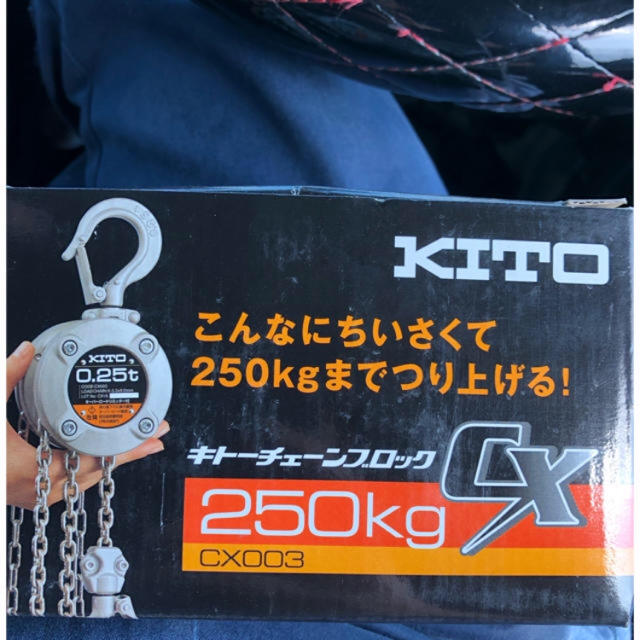 KITO
こんなにちいさくて
250kgまでつり上げる!
キトーチェーンブロック
CX
250kg
CX003
KITO
0.25t